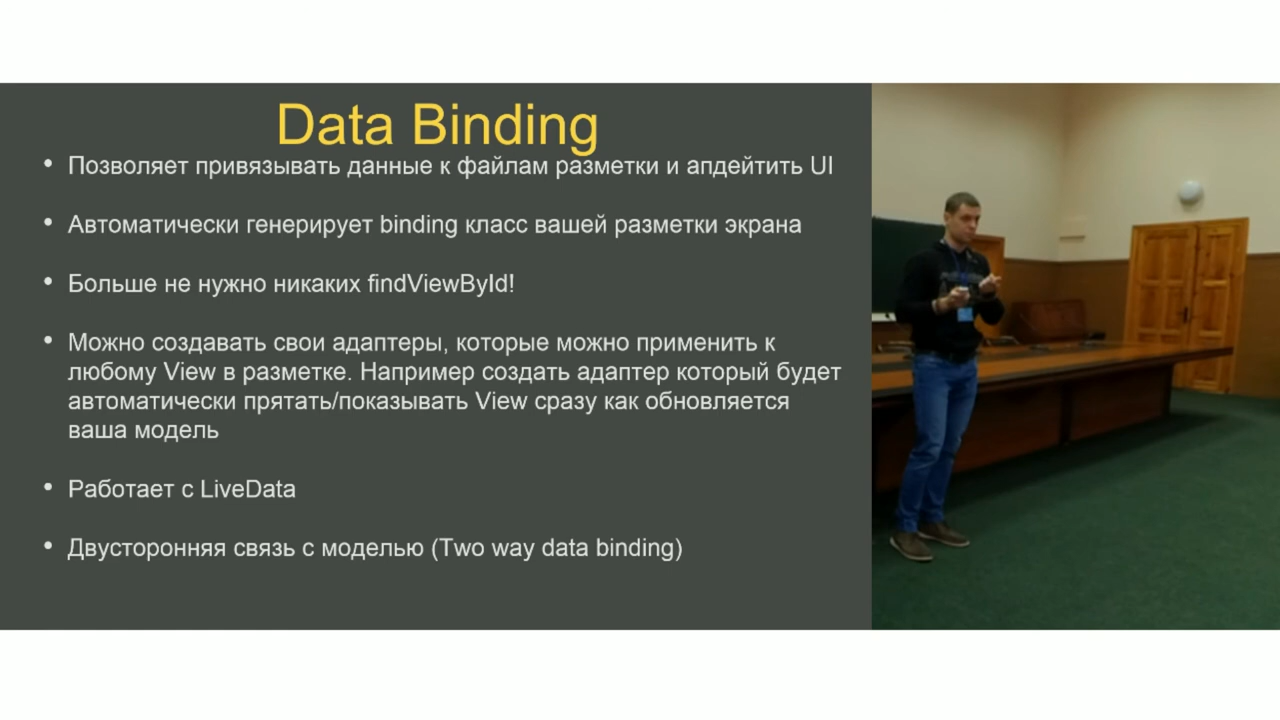 Data Binding
• Позволяет привязывать данные к файлам разметки и апдейтить UI
• Автоматически генерирует binding класс вашей разметки экрана
• Больше не нужно никаких findViewById!
• Можно создавать свои адаптеры, которые можно применить к
любому View в разметке. Например создать адаптер который будет
автоматически прятать/показывать View сразу как обновляется
ваша модель
• Работает с LiveData
• Двусторонняя связь с моделью (Two way data binding)